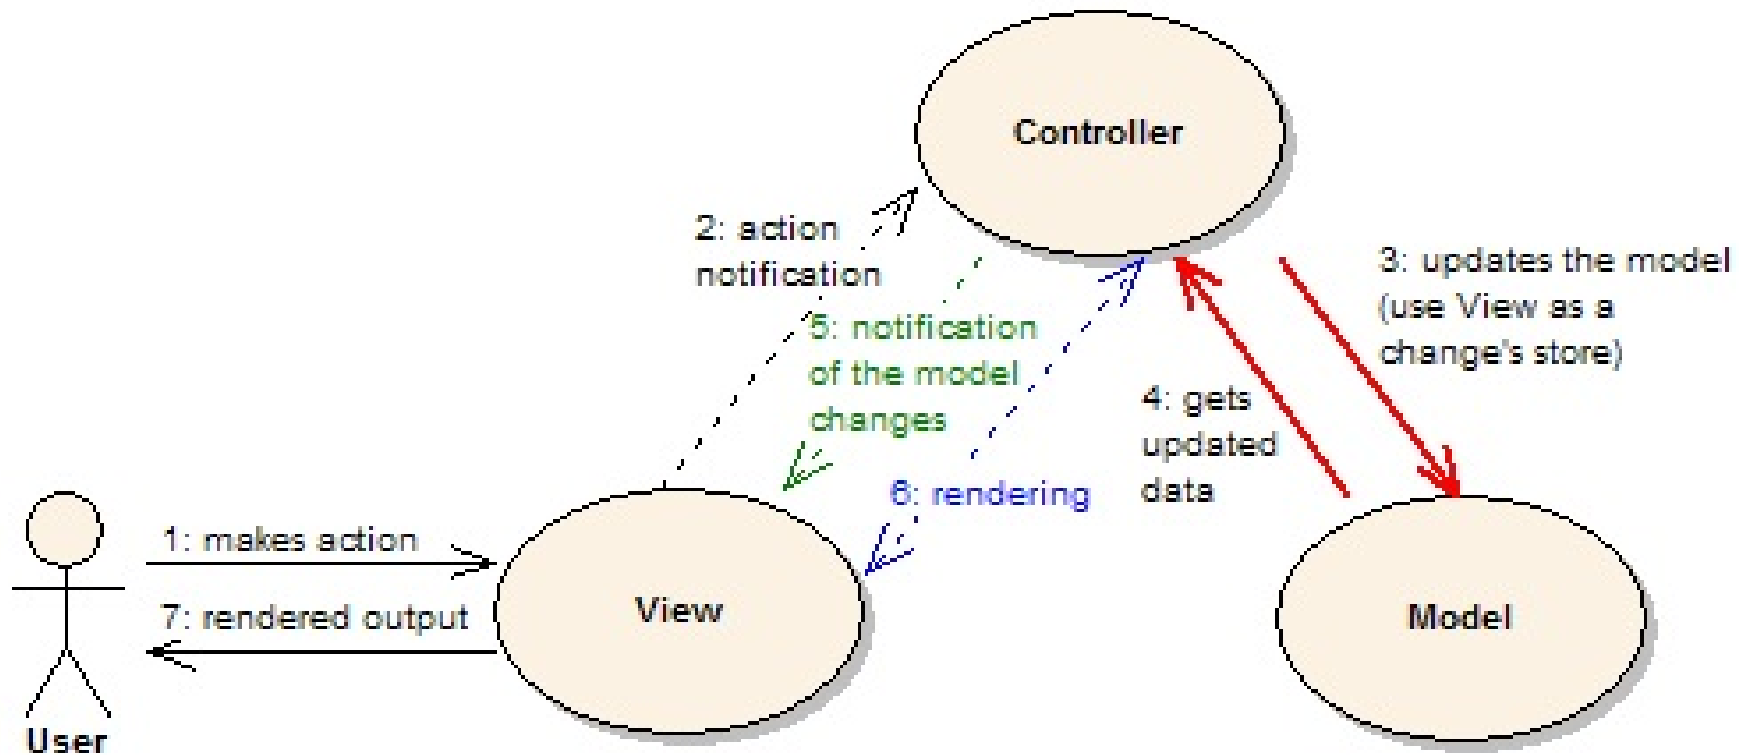 Controller
2: action
notification
3: updates the model
(use View as a
change's store)
5: notification
of the model
changes
4: gets
updated
data
6: rendering
1: makes action
7: rendered output
View
Model
User